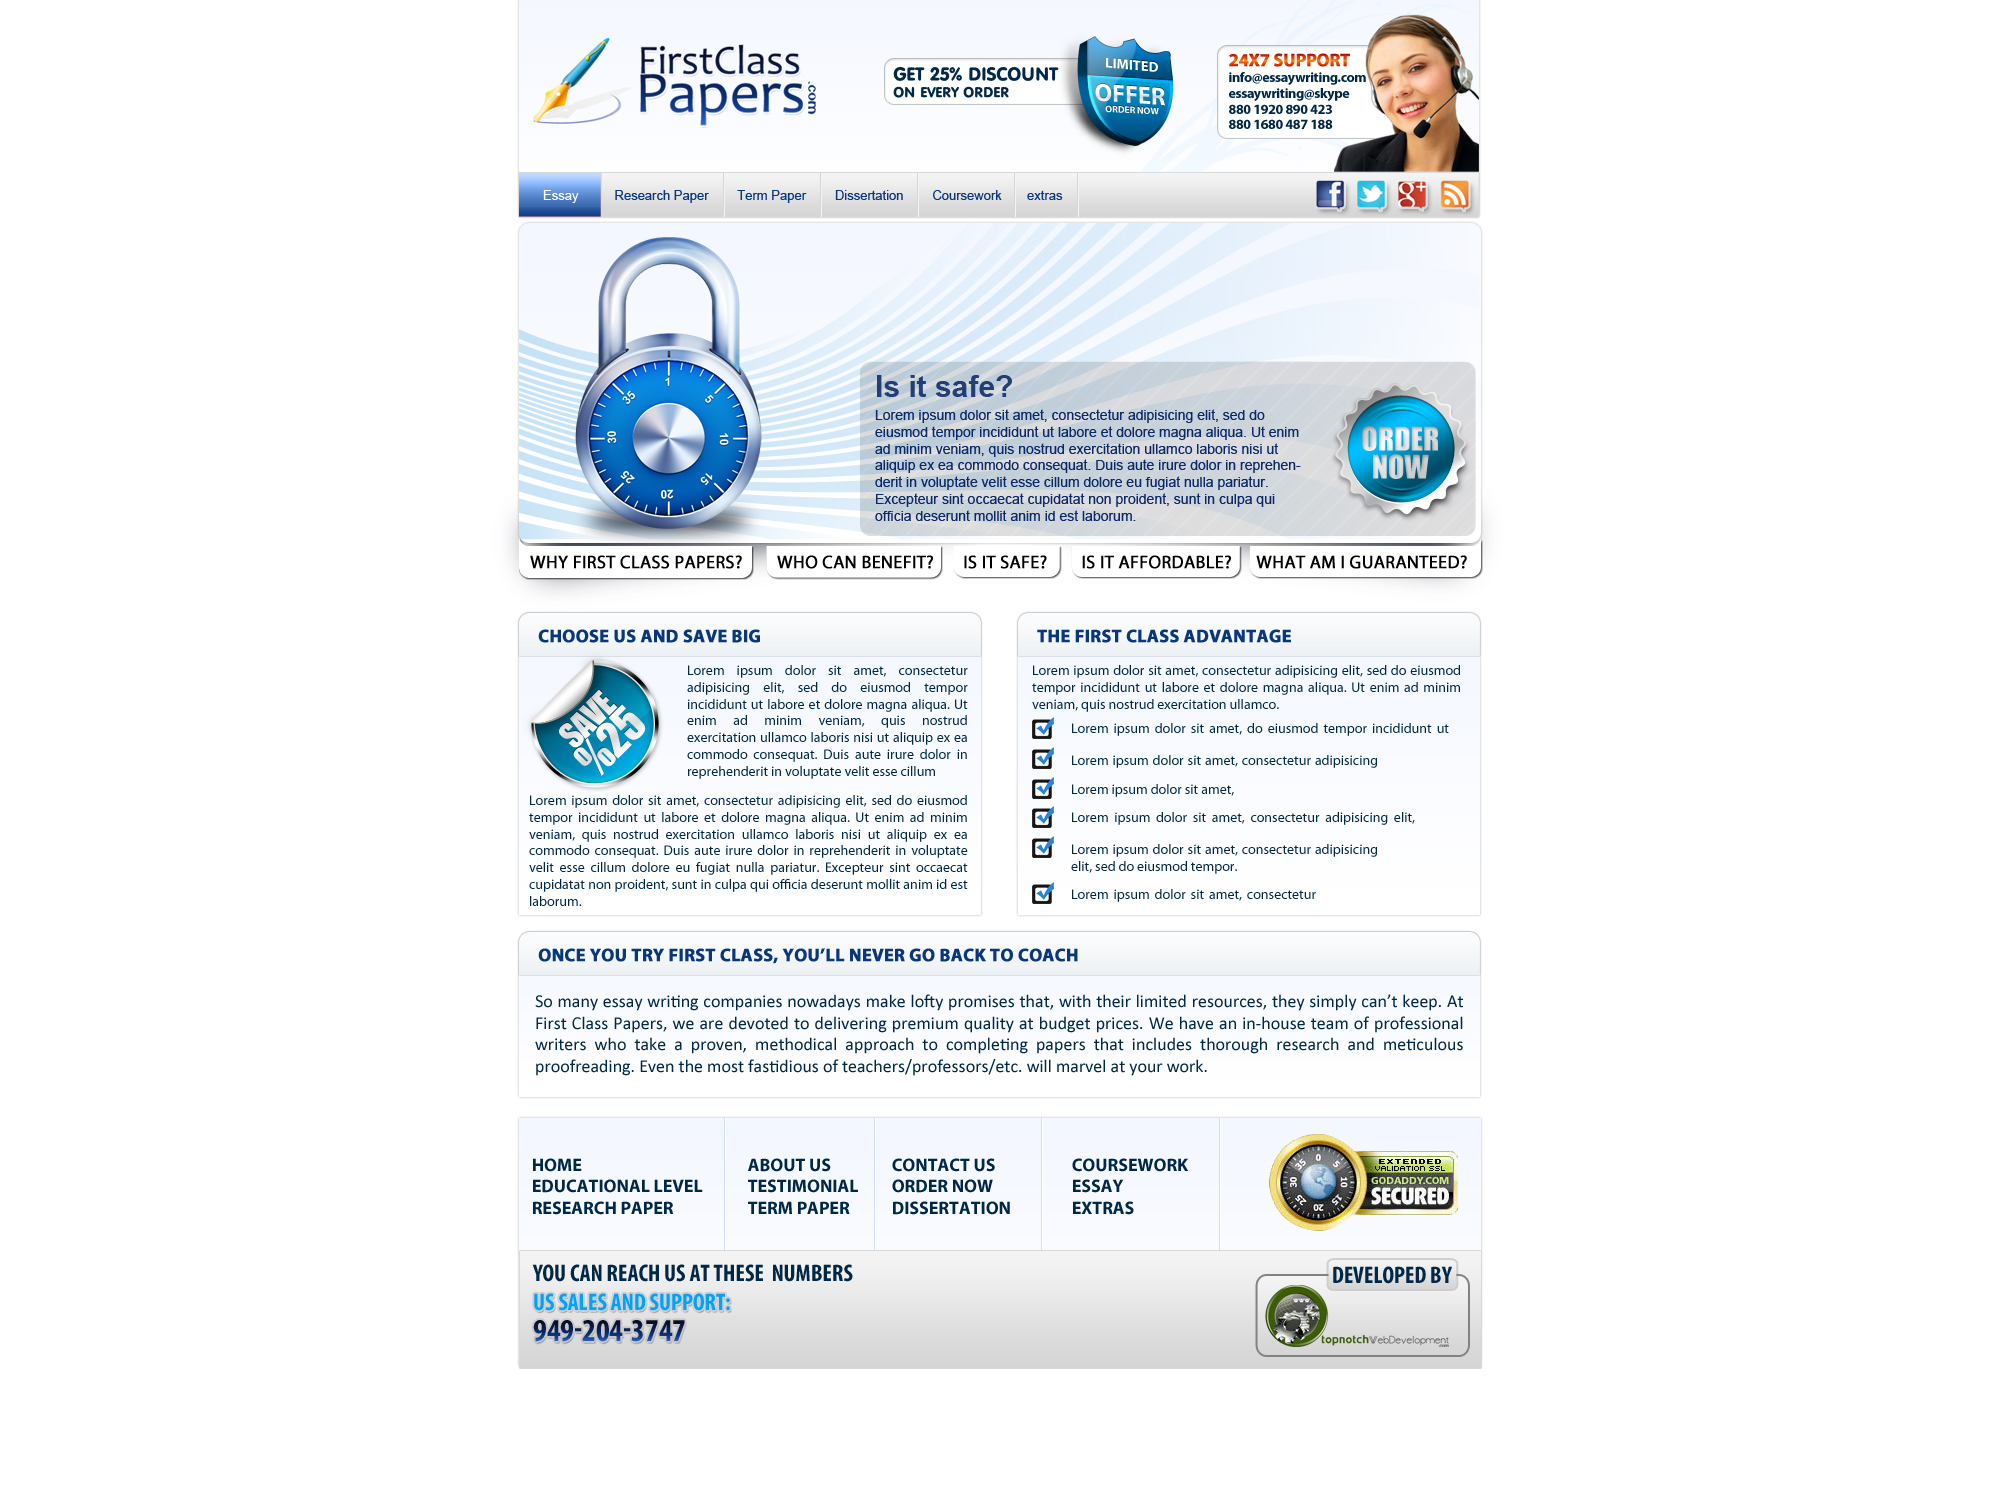 FirstClass
Papers.com
GET 25% DISCOUNT
ON EVERY ORDER
LIMITED
OFFER
ORDER NOW
24X7 SUPPORT
info@essaywriting.com
essaywriting@skype
880 1920 890 423
880 1680 487 188
Essay
Research Paper
Term Paper
Dissertation
Coursework
extras
1
5
10
15
20
25
30
35
Is it safe?
Lorem ipsum dolor sit amet, consectetur adipisicing elit, sed do
eiusmod tempor incididunt ut labore et dolore magna aliqua. Ut enim
ad minim veniam, quis nostrud exercitation ullamco laboris nisi ut
aliquip ex ea commodo consequat. Duis aute irure dolor in reprehen-
derit in voluptate velit esse cillum dolore eu fugiat nulla pariatur.
Excepteur sint occaecat cupidatat non proident, sunt in culpa qui
officia deserunt mollit anim id est laborum.
ORDER
NOW
WHY FIRST CLASS PAPERS?
WHO CAN BENEFIT?
IS IT SAFE?
IS IT AFFORDABLE?
WHAT AM I GUARANTEED?
CHOOSE US AND SAVE BIG
SAVE
%25
Lorem ipsum dolor sit amet, consectetur
adipisicing elit, sed do eiusmod tempor
incididunt ut labore et dolore magna aliqua. Ut
enim ad minim veniam, quis nostrud
exercitation ullamco laboris nisi ut aliquip ex ea
commodo consequat. Duis aute irure dolor in
reprehenderit in voluptate velit esse cillum
Lorem ipsum dolor sit amet, consectetur adipisicing elit, sed do eiusmod
tempor incididunt ut labore et dolore magna aliqua. Ut enim ad minim
veniam, quis nostrud exercitation ullamco laboris nisi ut aliquip ex ea
commodo consequat. Duis aute irure dolor in reprehenderit in voluptate
velit esse cillum dolore eu fugiat nulla pariatur. Excepteur sint occaecat
cupidatat non proident, sunt in culpa qui officia deserunt mollit anim id est
laborum.
THE FIRST CLASS ADVANTAGE
Lorem ipsum dolor sit amet, consectetur adipisicing elit, sed do eiusmod
tempor incididunt ut labore et dolore magna aliqua. Ut enim ad minim
veniam, quis nostrud exercitation ullamco.
Lorem ipsum dolor sit amet, do eiusmod tempor incididunt ut
Lorem ipsum dolor sit amet, consectetur adipisicing
Lorem ipsum dolor sit amet,
Lorem ipsum dolor sit amet, consectetur adipisicing elit,
Lorem ipsum dolor sit amet, consectetur adipisicing
elit, sed do eiusmod tempor.
Lorem ipsum dolor sit amet, consectetur
ONCE YOU TRY FIRST CLASS, YOU’LL NEVER GO BACK TO COACH
So many essay writing companies nowadays make lofty promises that, with their limited resources, they simply can’t keep. At
First Class Papers, we are devoted to delivering premium quality at budget prices. We have an in-house team of professional
writers who take a proven, methodical approach to completing papers that includes thorough research and meticulous
proofreading. Even the most fastidious of teachers/professors/etc. will marvel at your work.
HOME
EDUCATIONAL LEVEL
RESEARCH PAPER
ABOUT US
TESTIMONIAL
TERM PAPER
CONTACT US
ORDER NOW
DISSERTATION
COURSEWORK
ESSAY
EXTRAS
0
5
10
15
20
25
30
35
EXTENDED
VALIDATION SSL
GODADDY.COM
SECURED
YOU CAN REACH US AT THESE NUMBERS
US SALES AND SUPPORT:
949-204-3747
DEVELOPED BY
topnotchWebDevelopment
.com